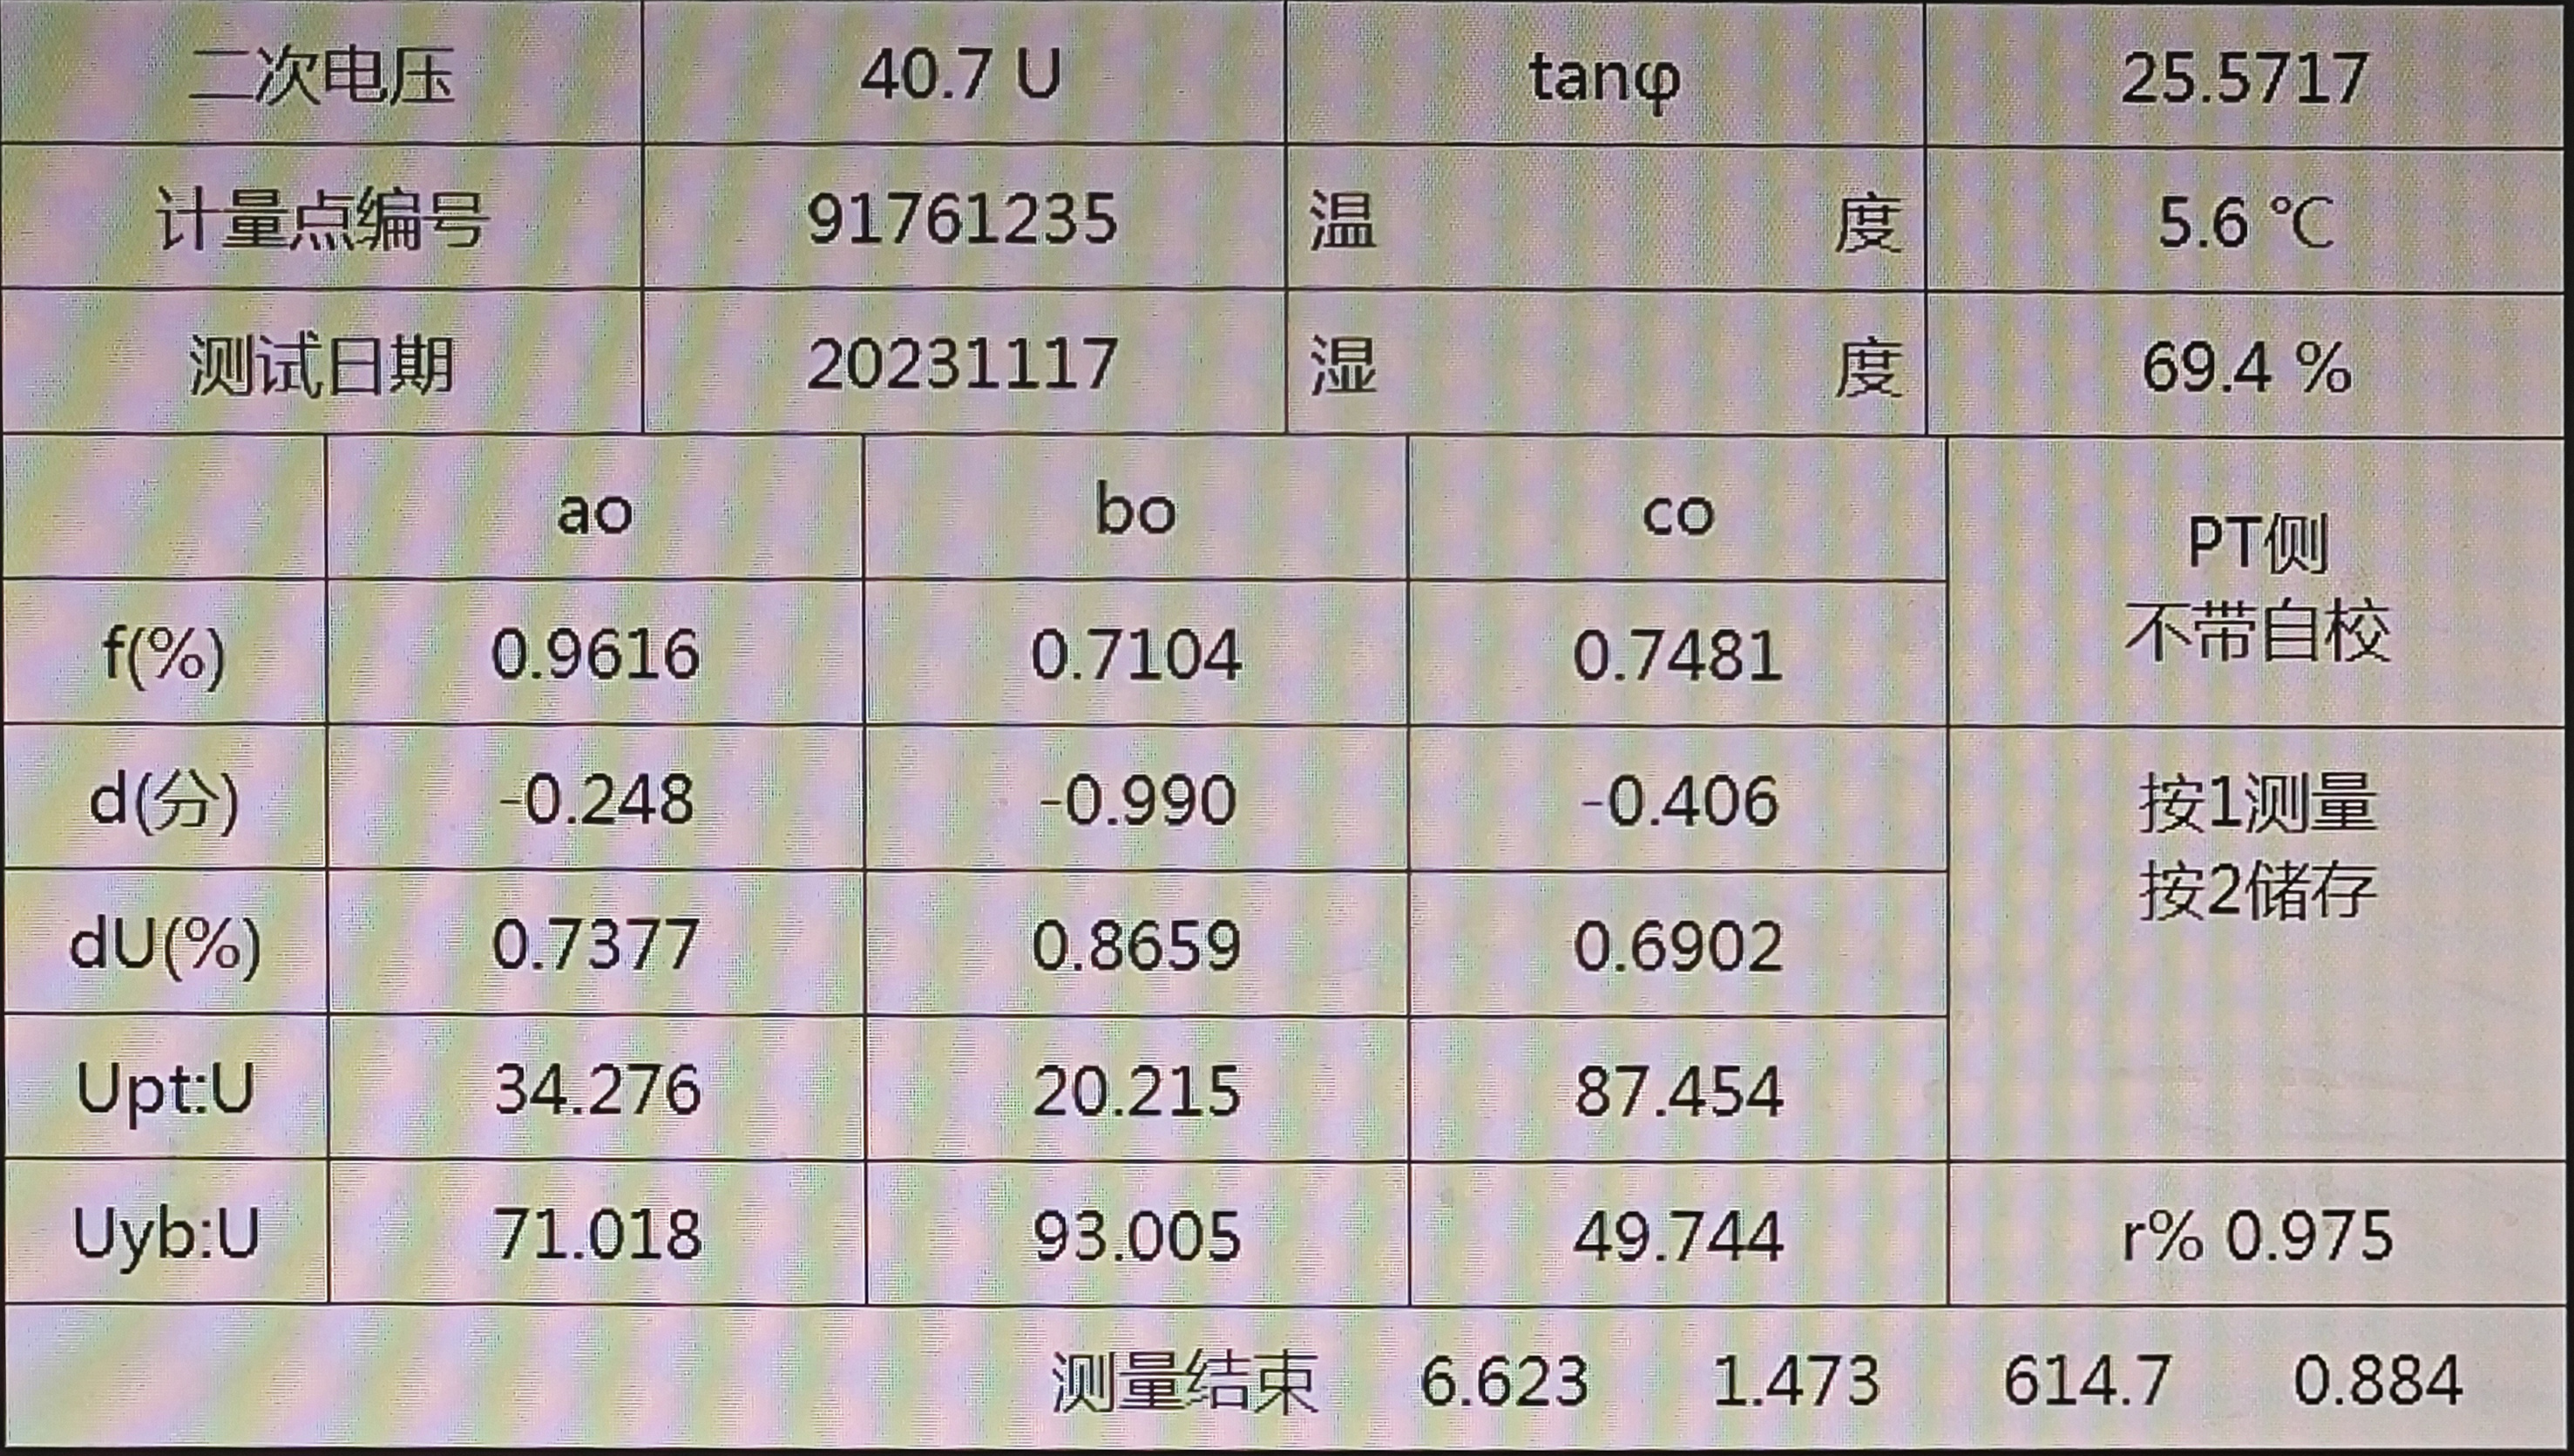 二次电压 40.7 U tanφ 25.5717
计量点编号 91761235 温 度 5.6 ℃
测试日期 20231117 湿 度 69.4 %
ao bo co
PT侧
不带自校
f(%) 0.9616 0.7104 0.7481
d(分) -0.248 -0.990 -0.406
按1测量
按2储存
dU(%) 0.7377 0.8659 0.6902
Upt:U 34.276 20.215 87.454
Uyb:U 71.018 93.005 49.744 r% 0.975
测量结束 6.623 1.473 614.7 0.884